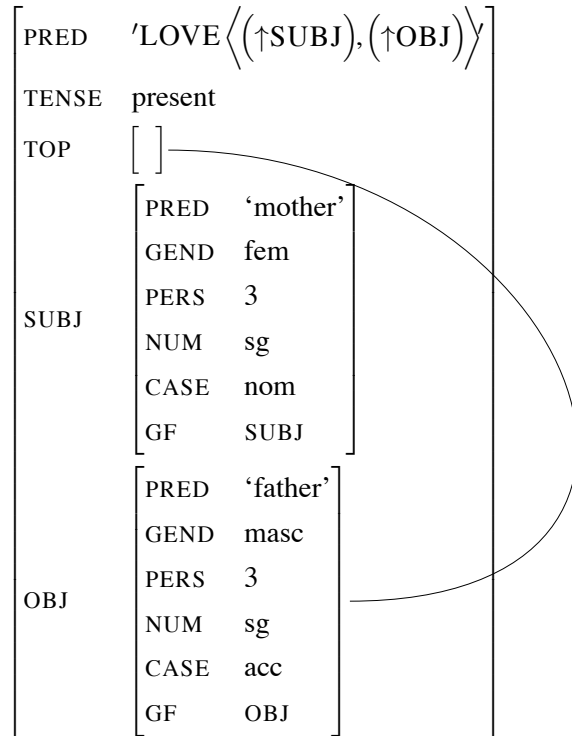 PRED ′LOVE⟨(↑SUBJ),(↑OBJ)⟩′
TENSE present
TOP [ ]
SUBJ
PRED ‘mother’
GEND fem
PERS 3
NUM sg
CASE nom
GF SUBJ
OBJ
PRED ‘father’
GEND masc
PERS 3
NUM sg
CASE acc
GF OBJ